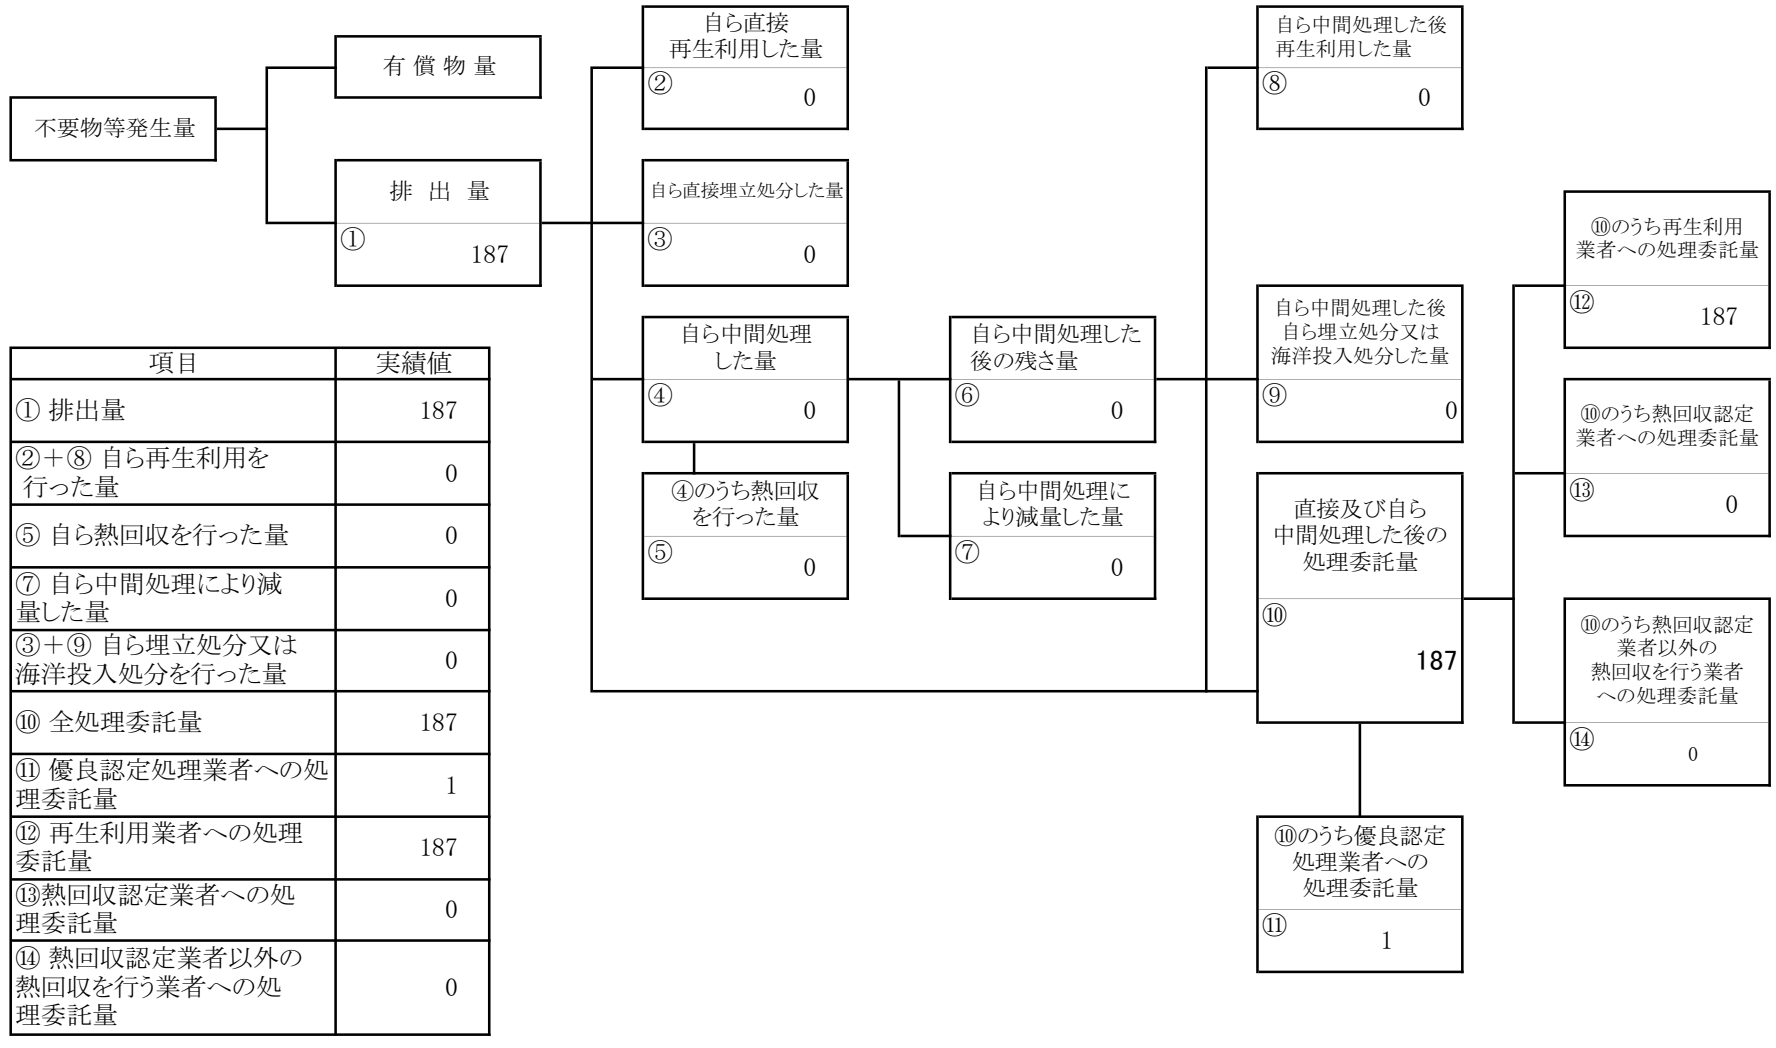 自ら直接
再生利用した量
②
0
自ら中間処理した後
再生利用した量
⑧
0
有 償 物 量
不要物等発生量
排 出 量
①
187
自ら直接埋立処分した量
③
0
⑩のうち再生利用
業者への処理委託量
⑫
187
自ら中間処理
した量
④
0
自ら中間処理した
後の残さ量
⑥
0
自ら中間処理した後
自ら埋立処分又は
海洋投入処分した量
⑨
0
⑩のうち熱回収認定
業者への処理委託量
⑬
0
④のうち熱回収
を行った量
⑤
0
自ら中間処理に
より減量した量
⑦
0
直接及び自ら
中間処理した後の
処理委託量
⑩
187
⑩のうち熱回収認定
業者以外の
熱回収を行う業者
への処理委託量
⑭
0
⑩のうち優良認定
処理業者への
処理委託量
⑪
1
項目 実績値
① 排出量 187
②＋⑧ 自ら再生利用を
行った量 0
⑤ 自ら熱回収を行った量 0
⑦ 自ら中間処理により減
量した量 0
③＋⑨ 自ら埋立処分又は
海洋投入処分を行った量 0
⑩ 全処理委託量 187
⑪ 優良認定処理業者への処
理委託量 1
⑫ 再生利用業者への処理
委託量 187
⑬熱回収認定業者への処
理委託量 0
⑭ 熱回収認定業者以外の
熱回収を行う業者への処
理委託量 0